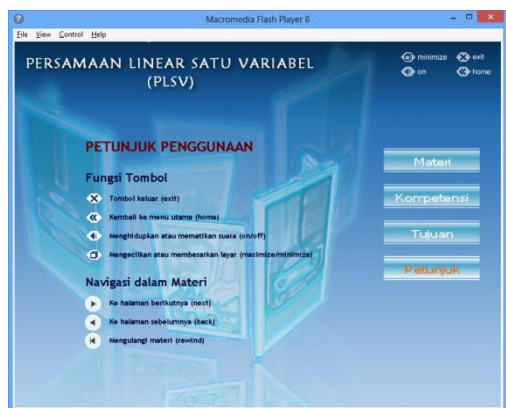 Macromedia Flash Player 8
File View Control Help
PERSAMAAN LINEAR SATU VARIABEL
(PLSV)
minimize exit
on home
PETUNJUK PENGGUNAAN
Fungsi Tombol
Tombol keluar (exit)
Kembali ke menu utama (home)
Menghidupkan atau mematikan suara (on/off)
Mengecilkan atau membesarkan layar (maximize/minimize)
Navigasi dalam Materi
Ke halaman berikutnya (next)
Ke halaman sebelumnya (back)
Mengulangi materi (rewind)
Materi
Kompetensi
Tujuan
Petunjuk